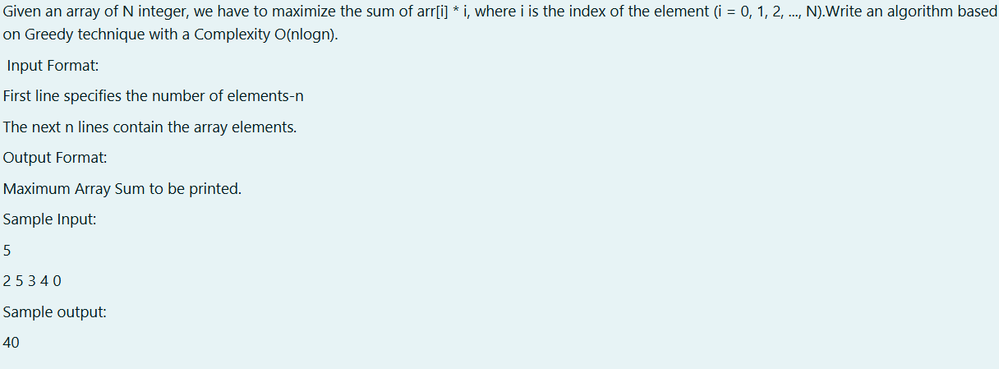 Given an array of N integer, we have to maximize the sum of arr[i] * i, where i is the index of the element (i = 0, 1, 2, ..., N).Write an algorithm based
on Greedy technique with a Complexity O(nlogn).
Input Format:
First line specifies the number of elements-n
The next n lines contain the array elements.
Output Format:
Maximum Array Sum to be printed.
Sample Input:
5
2 5 3 4 0
Sample output:
40